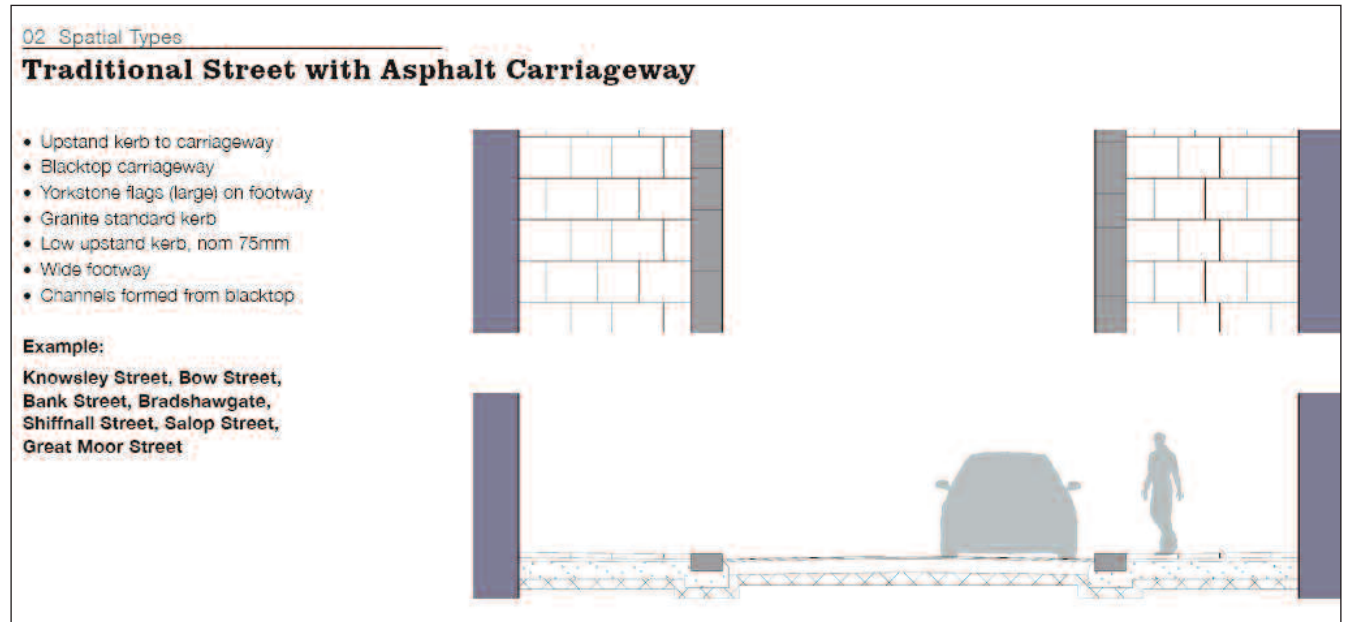 02 Spatial Types
Traditional Street with Asphalt Carriageway
• Upstand kerb to carriageway
• Blacktop carriageway
• Yorkstone flags (large) on footway
• Granite standard kerb
• Low upstand kerb, nom 75mm
• Wide footway
• Channels formed from blacktop
Example:
Knowsley Street, Bow Street,
Bank Street, Bradshawgate,
Shiffnall Street, Salop Street,
Great Moor Street